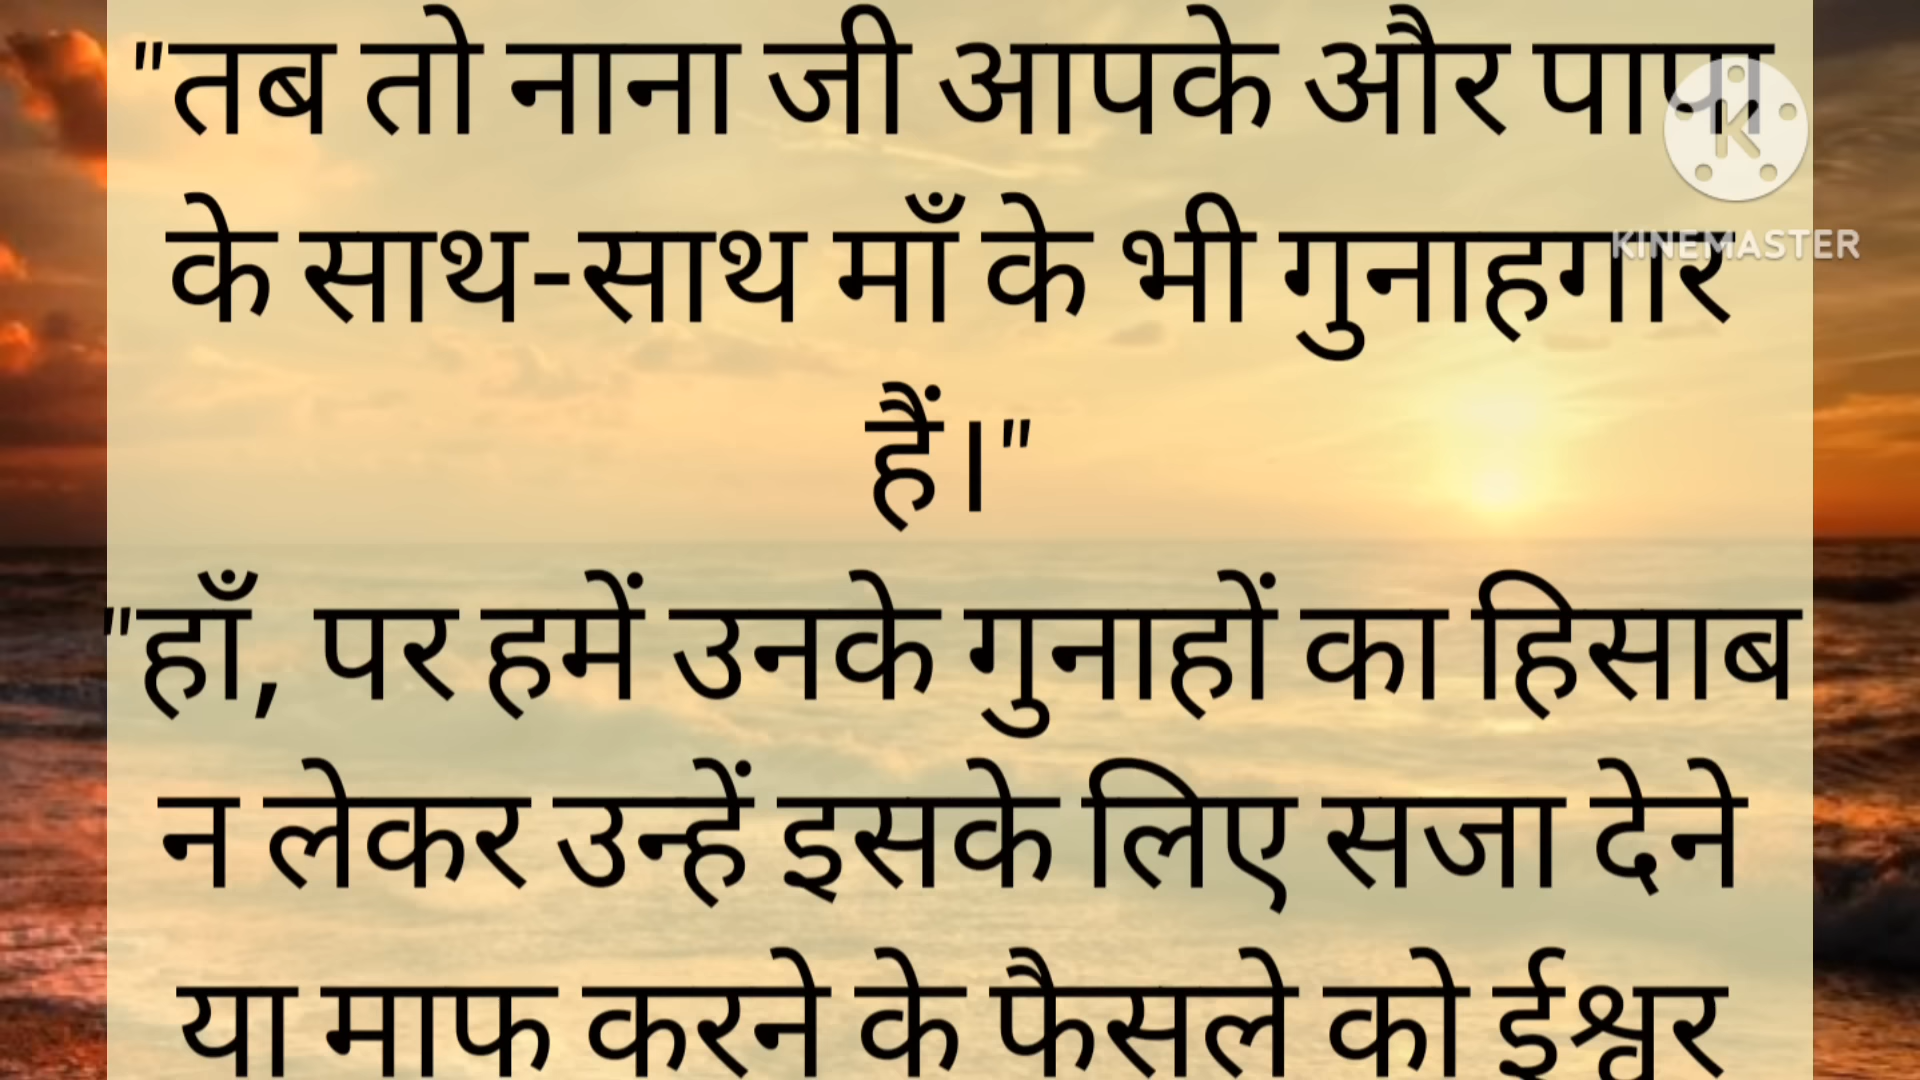 "तब तो नाना जी आपके और पापा
के साथ-साथ माँ के भी गुनाहगार
हैं।"
"हाँ, पर हमें उनके गुनाहों का हिसाब
न लेकर उन्हें इसके लिए सजा देने
या माफ करने के फैसले को ईश्वर
K
KINEMASTER